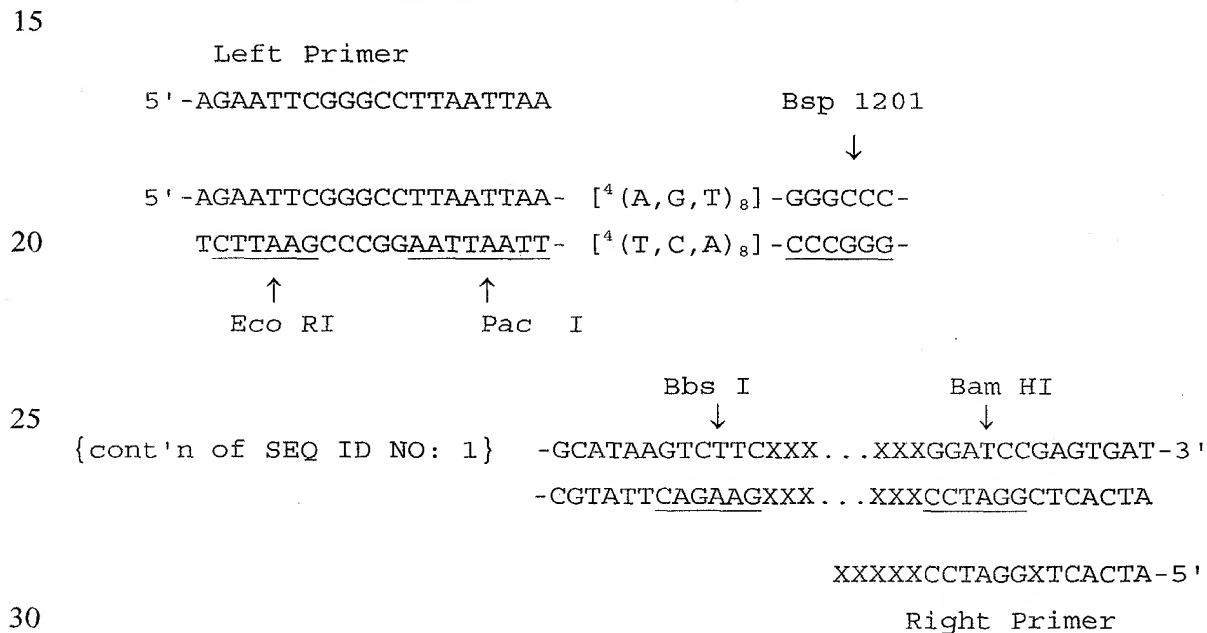 15
Left Primer
5'-AGAATTCGGGCCTTAATTAA Bsp 1201
↓
5'-AGAATTCGGGCCTTAATTAA- [⁴(A,G,T)₈]-GGGCCC-
20 TCTTAAGCCCGGAATTAATT- [⁴(T,C,A)₈]-CCCGGG-
↑ ↑
Eco RI Pac I
Bbs I Bam HI
25 ↓ ↓
{cont'n of SEQ ID NO: 1} -GCATAAGTCTTCXXX...XXXGGATCCGAGTGAT-3'
-CGTATTCAGAAGXXX...XXXCCTAGGCTCACTA
XXXXXCCTAGGXTCACTA-5'
30 Right Primer